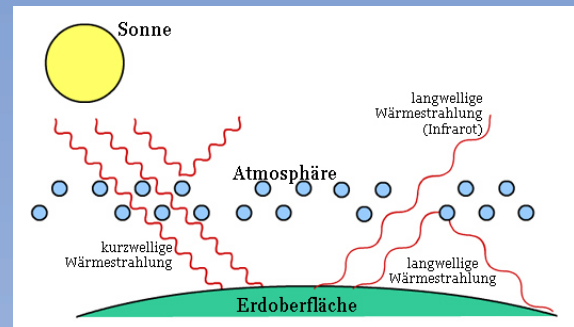 Sonne
langwellige
Wärmestrahlung
(Infrarot)
Atmosphäre
kurzwellige
Wärmestrahlung
langwellige
Wärmestrahlung
Erdoberfläche